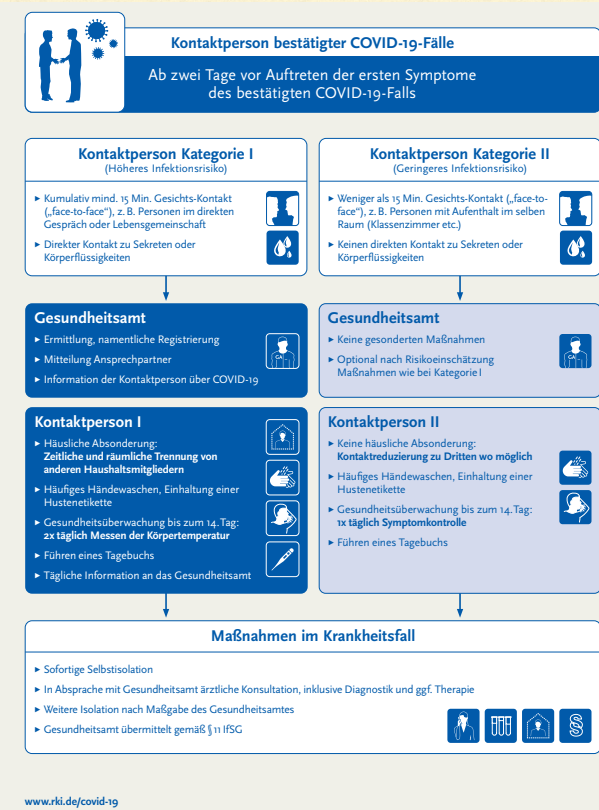 Kontaktperson bestätigter COVID-19-Fälle
Ab zwei Tage vor Auftreten der ersten Symptome
des bestätigten COVID-19-Falls
Kontaktperson Kategorie I
(Höheres Infektionsrisiko)
▸ Kumulativ mind. 15 Min. Gesichts-Kontakt
(„face-to-face“), z. B. Personen im direkten
Gespräch oder Lebensgemeinschaft
▸ Direkter Kontakt zu Sekreten oder
Körperflüssigkeiten
Kontaktperson Kategorie II
(Geringeres Infektionsrisiko)
▸ Weniger als 15 Min. Gesichts-Kontakt („face-to-
face“), z. B. Personen mit Aufenthalt im selben
Raum (Klassenzimmer etc.)
▸ Keinen direkten Kontakt zu Sekreten oder
Körperflüssigkeiten
Gesundheitsamt
▸ Ermittlung, namentliche Registrierung
▸ Mitteilung Ansprechpartner
▸ Information der Kontaktperson über COVID-19
GA
Gesundheitsamt
▸ Keine gesonderten Maßnahmen
▸ Optional nach Risikoeinschätzung
Maßnahmen wie bei Kategorie I
GA
Kontaktperson I
▸ Häusliche Absonderung:
Zeitliche und räumliche Trennung von
anderen Haushaltsmitgliedern
▸ Häufiges Händewaschen, Einhaltung einer
Hustenetikette
▸ Gesundheitsüberwachung bis zum 14. Tag:
2x täglich Messen der Körpertemperatur
▸ Führen eines Tagebuchs
▸ Tägliche Information an das Gesundheitsamt
Kontaktperson II
▸ Keine häusliche Absonderung:
Kontaktreduzierung zu Dritten wo möglich
▸ Häufiges Händewaschen, Einhaltung einer
Hustenetikette
▸ Gesundheitsüberwachung bis zum 14. Tag:
1x täglich Symptomkontrolle
▸ Führen eines Tagebuchs
Maßnahmen im Krankheitsfall
▸ Sofortige Selbstisolation
▸ In Absprache mit Gesundheitsamt ärztliche Konsultation, inklusive Diagnostik und ggf. Therapie
▸ Weitere Isolation nach Maßgabe des Gesundheitsamtes
▸ Gesundheitsamt übermittelt gemäß § 11 IfSG
§
www.rki.de/covid-19